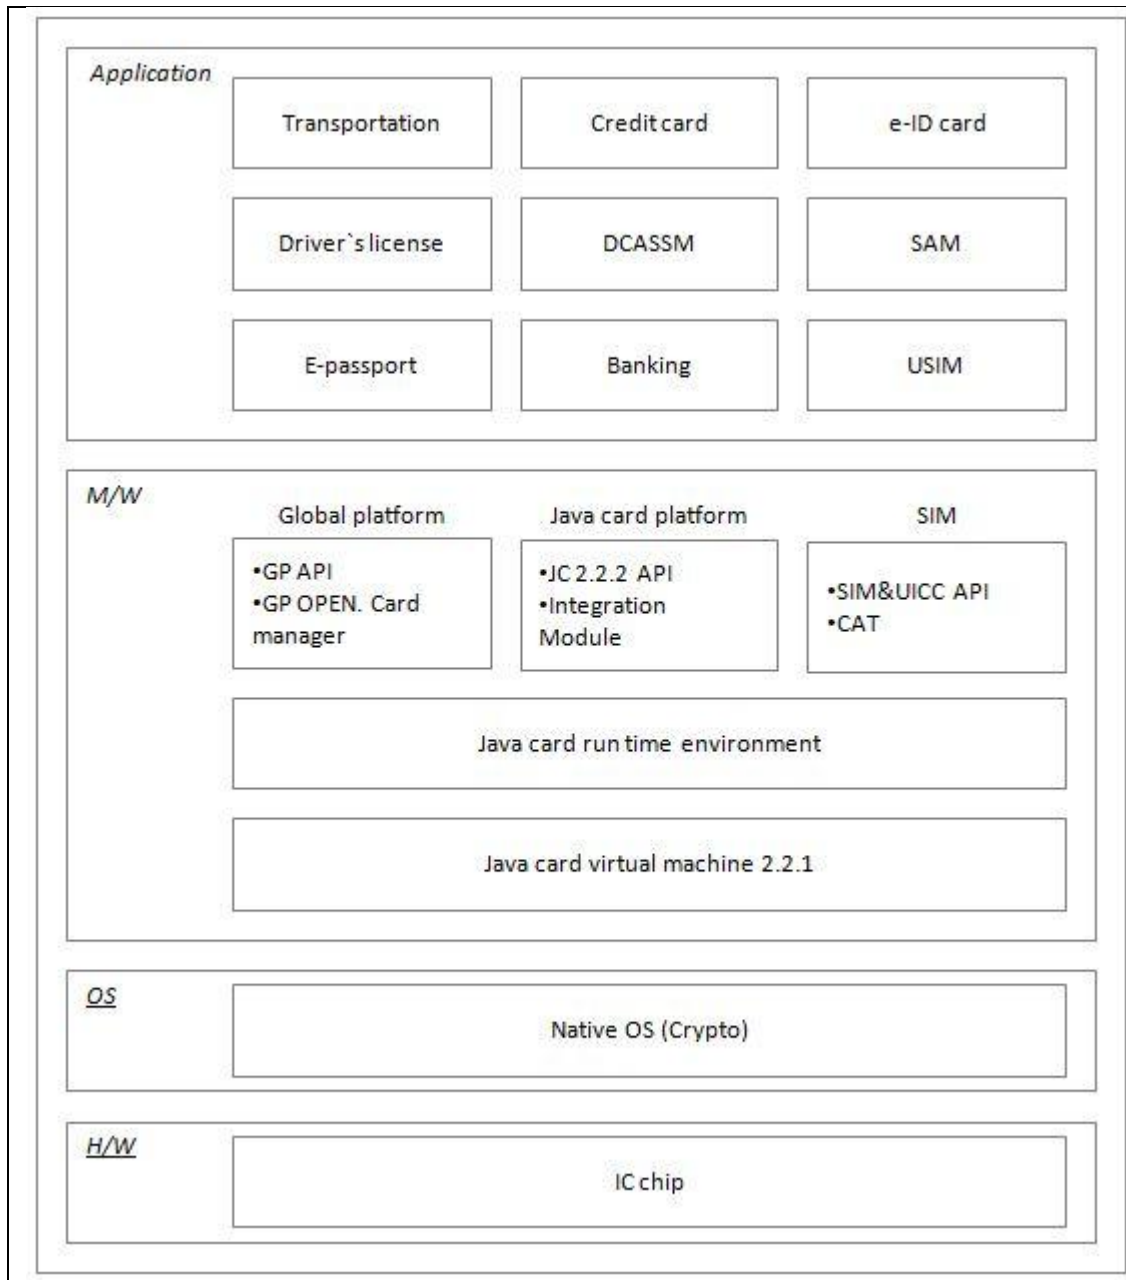 Application
Transportation
Credit card
e-ID card
Driver`s license
DCASSM
SAM
E-passport
Banking
USIM
M/W
Global platform
Java card platform
SIM
•GP API
•GP OPEN. Card
manager
•JC 2.2.2 API
•Integration
Module
•SIM&UICC API
•CAT
Java card run time environment
Java card virtual machine 2.2.1
OS
Native OS (Crypto)
H/W
IC chip